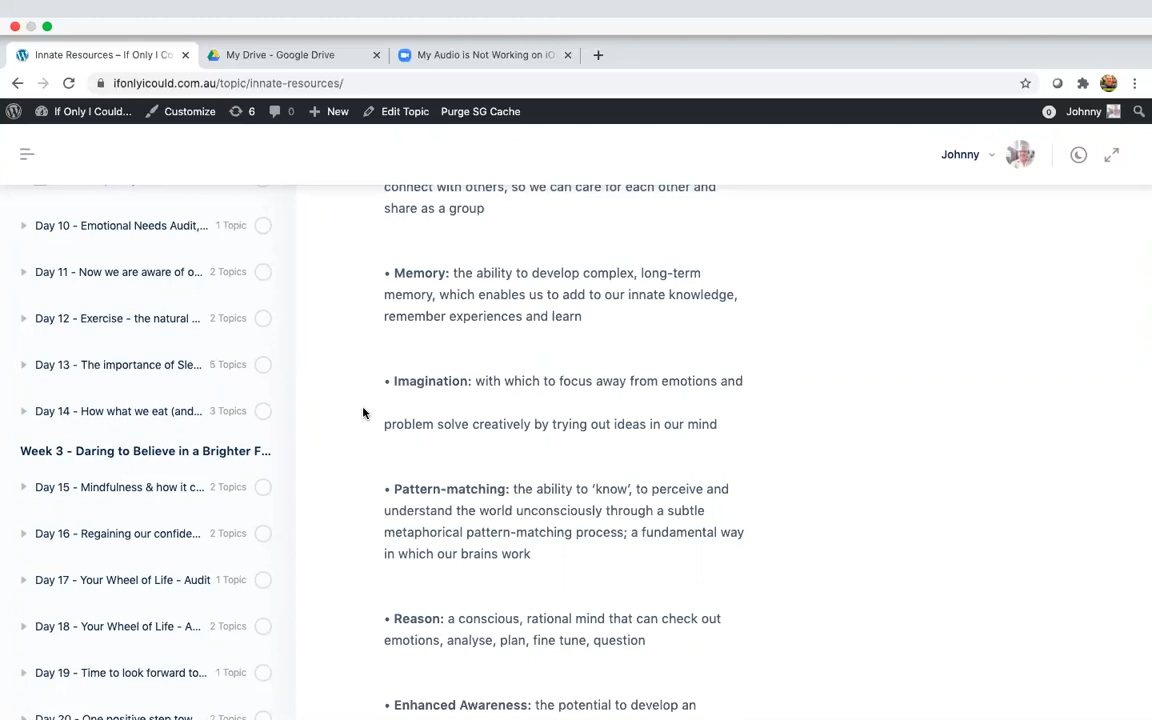 Innate Resources – If Only I Co
My Drive - Google Drive
My Audio is Not Working on iO
ifonlyicould.com.au/topic/innate-resources/
If Only I Could...
Customize
6
0
New
Edit Topic
Purge SG Cache
0
Johnny
Johnny
Day 10 - Emotional Needs Audit,... 1 Topic
Day 11 - Now we are aware of o... 2 Topics
Day 12 - Exercise - the natural ... 2 Topics
Day 13 - The importance of Sle... 5 Topics
Day 14 - How what we eat (and... 3 Topics
Week 3 - Daring to Believe in a Brighter F...
Day 15 - Mindfulness & how it c... 2 Topics
Day 16 - Regaining our confide... 2 Topics
Day 17 - Your Wheel of Life - Audit 1 Topic
Day 18 - Your Wheel of Life - A... 2 Topics
Day 19 - Time to look forward to... 1 Topic
Day 20 - One positive step tow... 2 Topics
connect with others, so we can care for each other and
share as a group
• Memory: the ability to develop complex, long-term
memory, which enables us to add to our innate knowledge,
remember experiences and learn
• Imagination: with which to focus away from emotions and
problem solve creatively by trying out ideas in our mind
• Pattern-matching: the ability to ‘know’, to perceive and
understand the world unconsciously through a subtle
metaphorical pattern-matching process; a fundamental way
in which our brains work
• Reason: a conscious, rational mind that can check out
emotions, analyse, plan, fine tune, question
• Enhanced Awareness: the potential to develop an